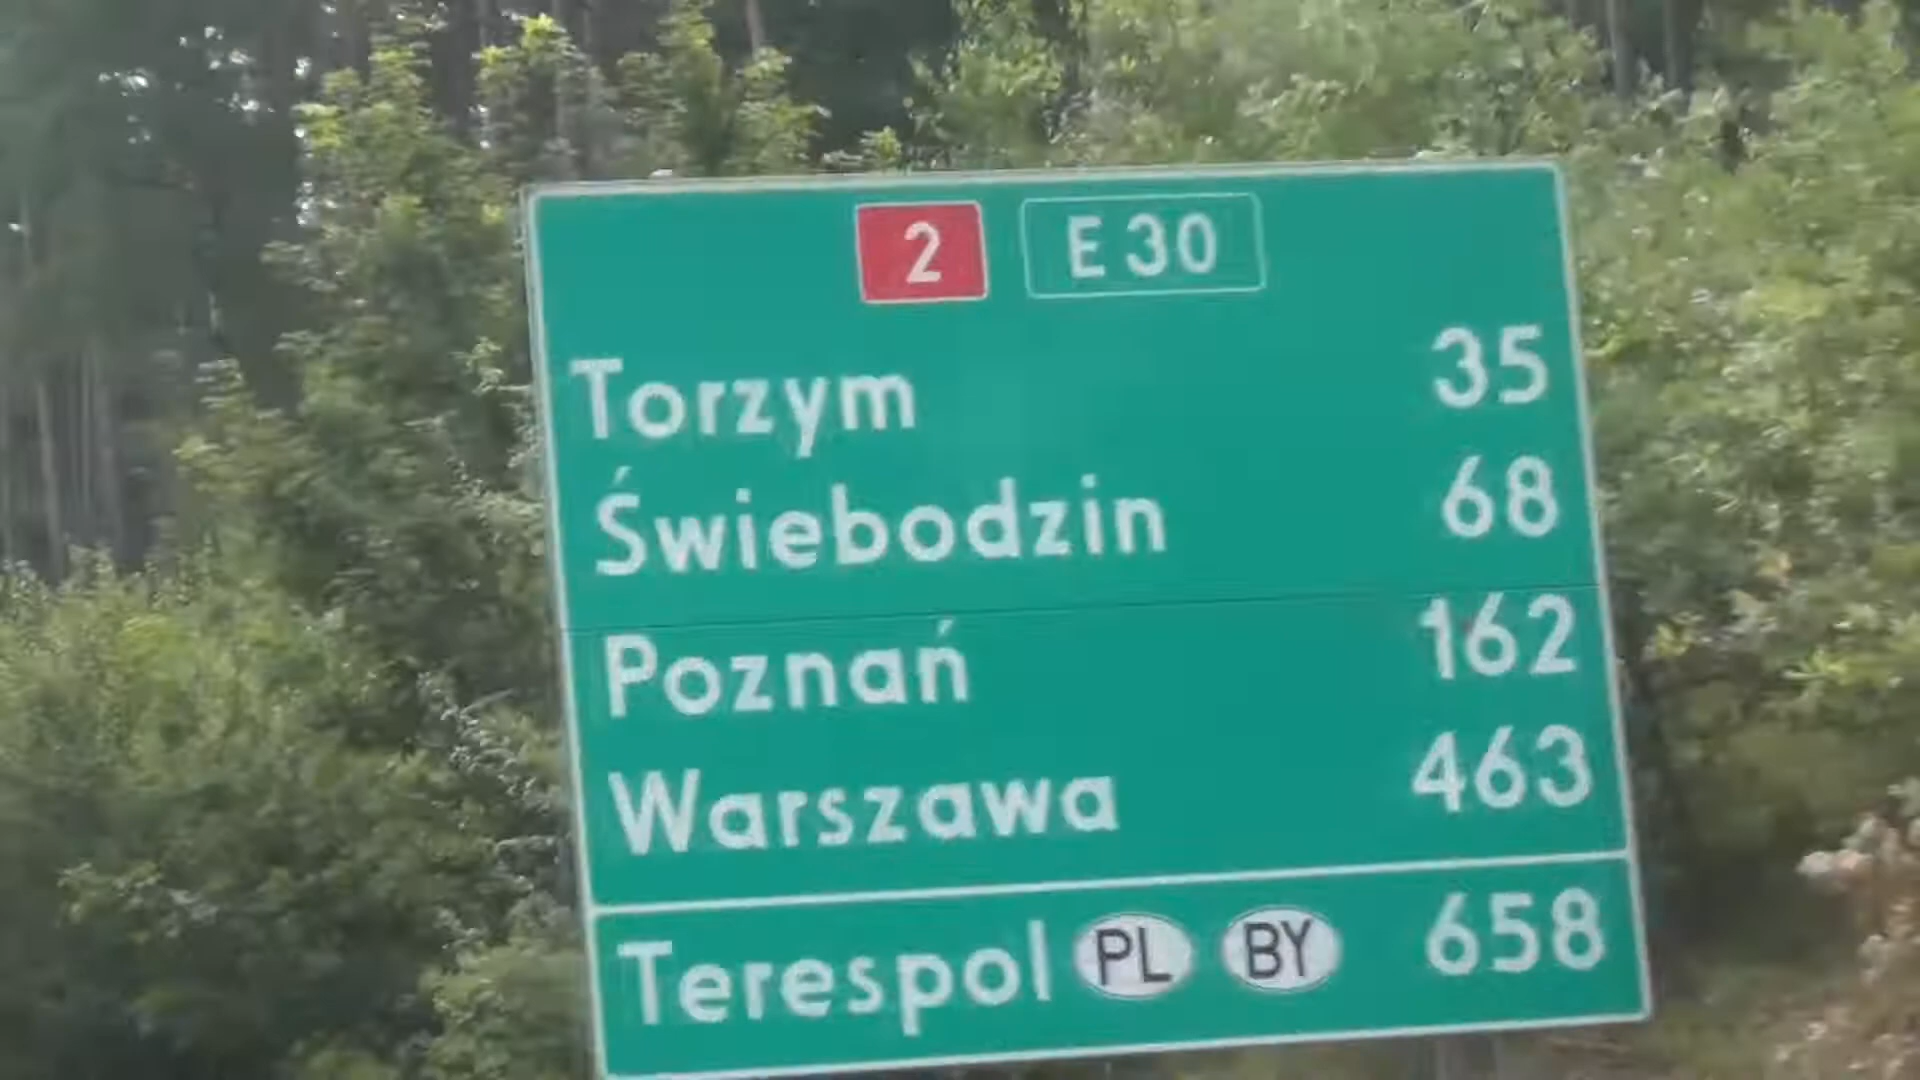 2 E 30
Torzym 35
Świebodzin 68
Poznań 162
Warszawa 463
Terespol PL BY 658